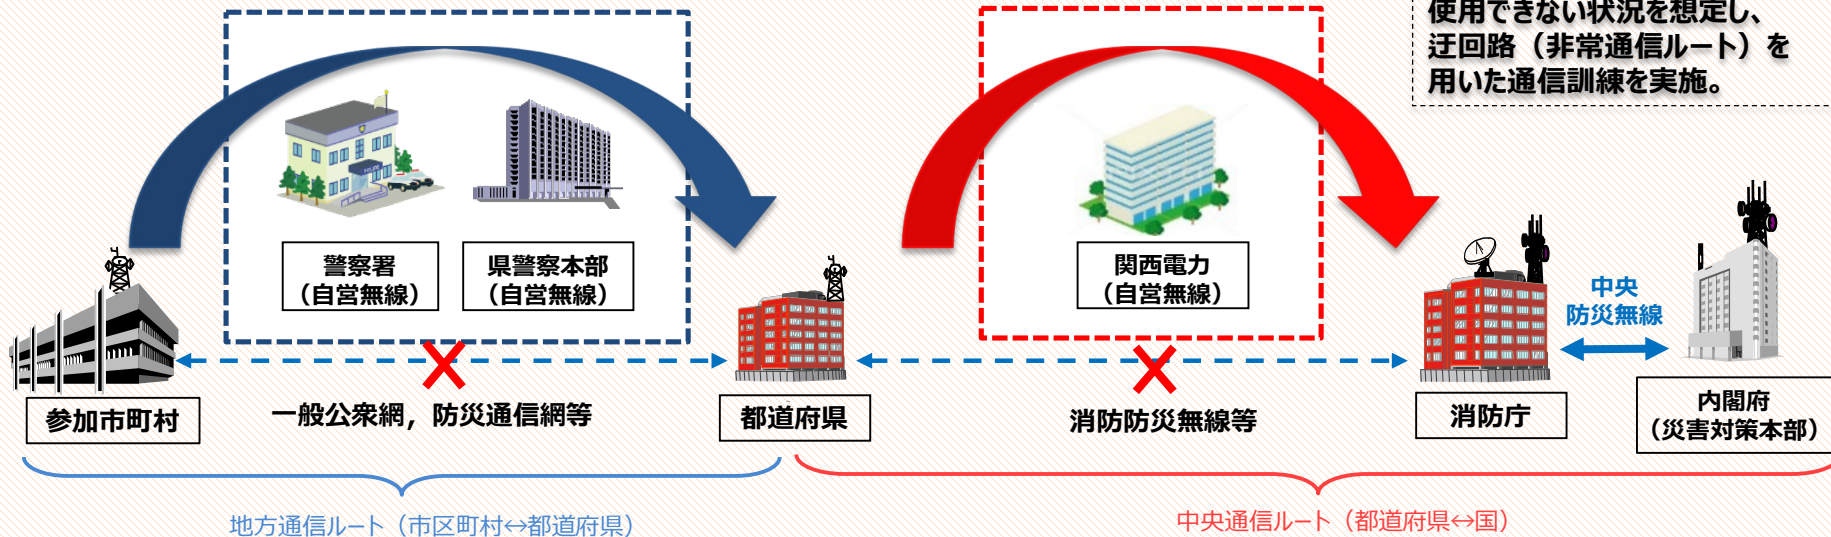 使用できない状況を想定し、
迂回路（非常通信ルート）を
用いた通信訓練を実施。
警察署
（自営無線）
県警察本部
（自営無線）
関西電力
（自営無線）
中央
防災無線
参加市町村
一般公衆網，防災通信網等
都道府県
消防防災無線等
消防庁
内閣府
（災害対策本部）
地方通信ルート（市区町村↔都道府県）
中央通信ルート（都道府県↔国）